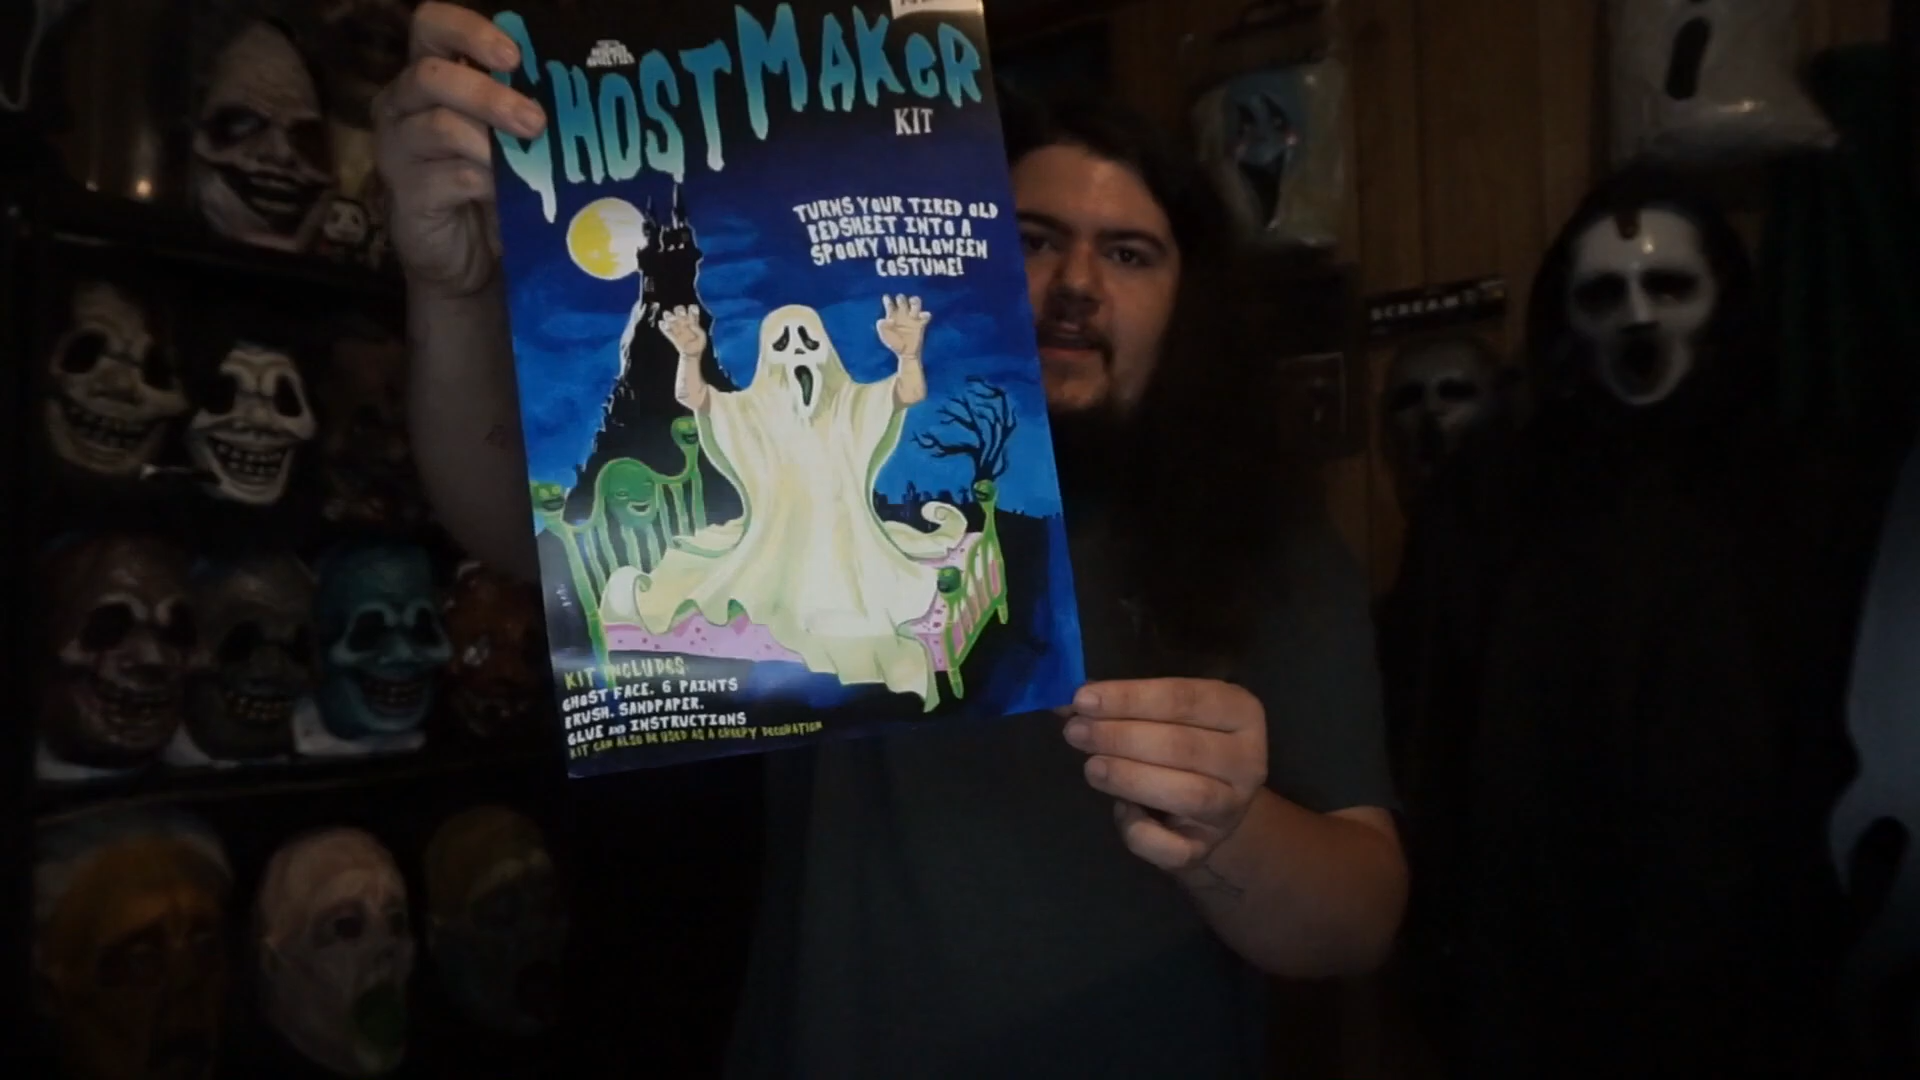 GHOSTMAKER
KIT
TURNS YOUR TIRED OLD
BEDSHEET INTO A
SPOOKY HALLOWEEN
COSTUME!
KIT INCLUDES
GHOST FACE. 6 PAINTS
BRUSH. SANDPAPER.
GLUE AND INSTRUCTIONS
KIT CAN ALSO BE USED AS A CREEPY DECORATION
SCREAM